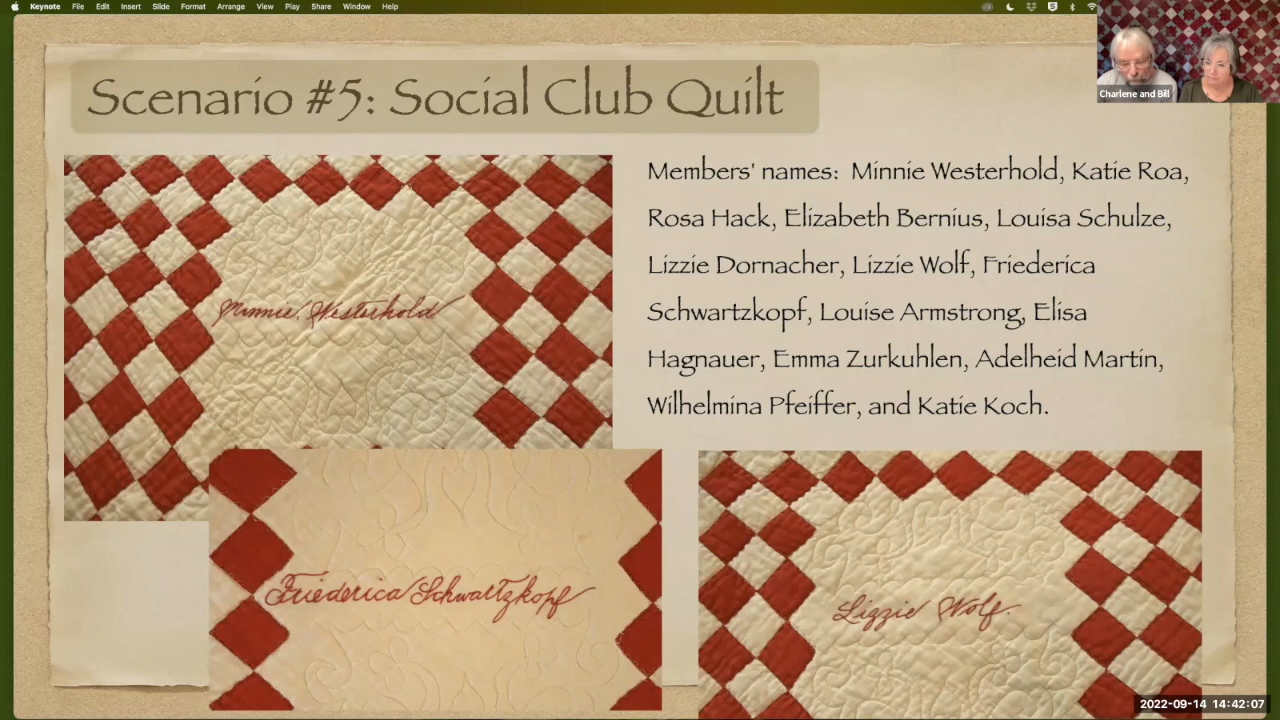 Keynote File Edit Insert Slide Format Arrange View Play Share Window Help
Charlene and Bill
Scenario #5: Social Club Quilt
Members' names: Minnie Westerhold, Katie Roa,
Rosa Hack, Elizabeth Bernius, Louisa Schulze,
Lizzie Dornacher, Lizzie Wolf, Friederica
Schwartzkopf, Louise Armstrong, Elisa
Hagnauer, Emma Zurkuhlen, Adelheid Martin,
Wilhelmina Pfeiffer, and Katie Koch.
Minnie Westerhold
Friederica Schwartzkopf
Lizzie Wolf.
2022-09-14 14:42:07